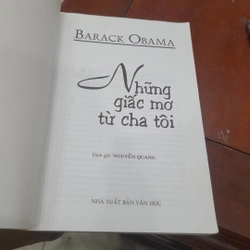 BARACK OBAMA
Những
giấc mơ
từ cha tôi
Dịch giả: NGUYỄN QUANG
NHÀ XUẤT BẢN VĂN HỌC